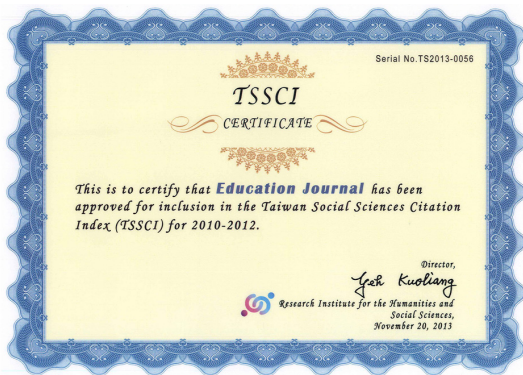 Serial No.TS2013-0056
TSSCI
CERTIFICATE
This is to certify that Education Journal has been
approved for inclusion in the Taiwan Social Sciences Citation
Index (TSSCI) for 2010-2012.
Director,
Yeh Kuoliang
Research Institute for the Humanities and
Social Sciences,
November 20, 2013